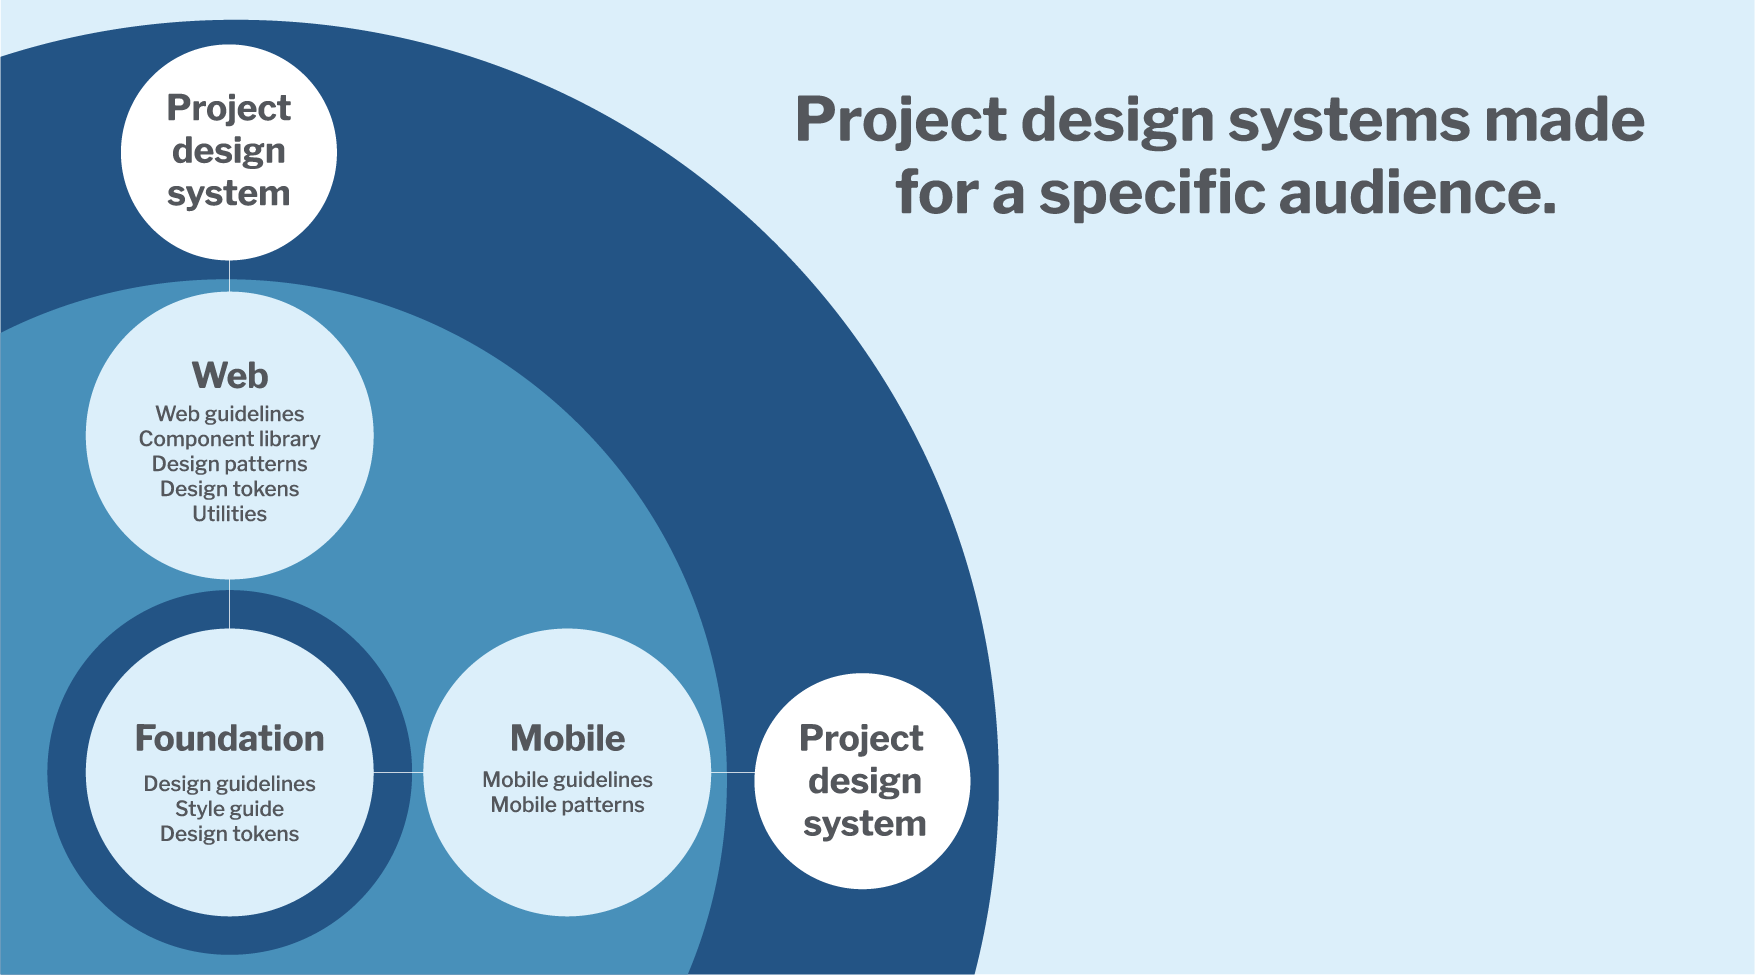 Project design systems made
for a specific audience.
Project
design
system
Web
Web guidelines
Component library
Design patterns
Design tokens
Utilities
Foundation
Design guidelines
Style guide
Design tokens
Mobile
Mobile guidelines
Mobile patterns
Project
design
system